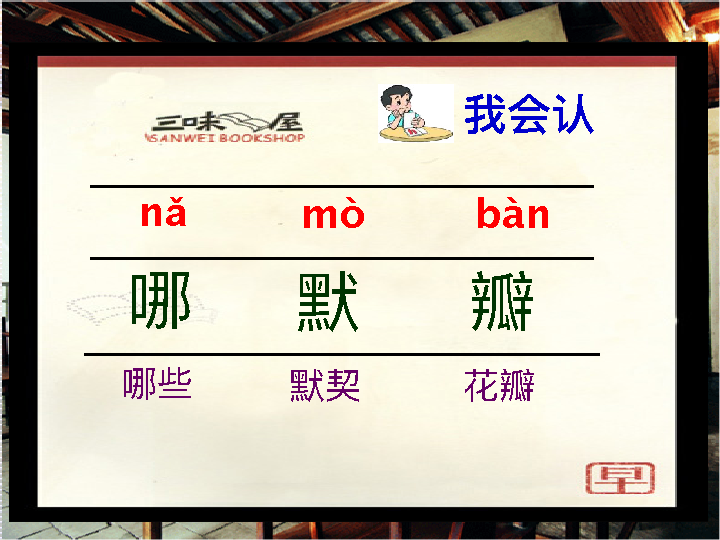 三味 屋
SANWEI BOOKSHOP
我会认
nǎ mò bàn
哪 默 瓣
哪些 默契 花瓣
早